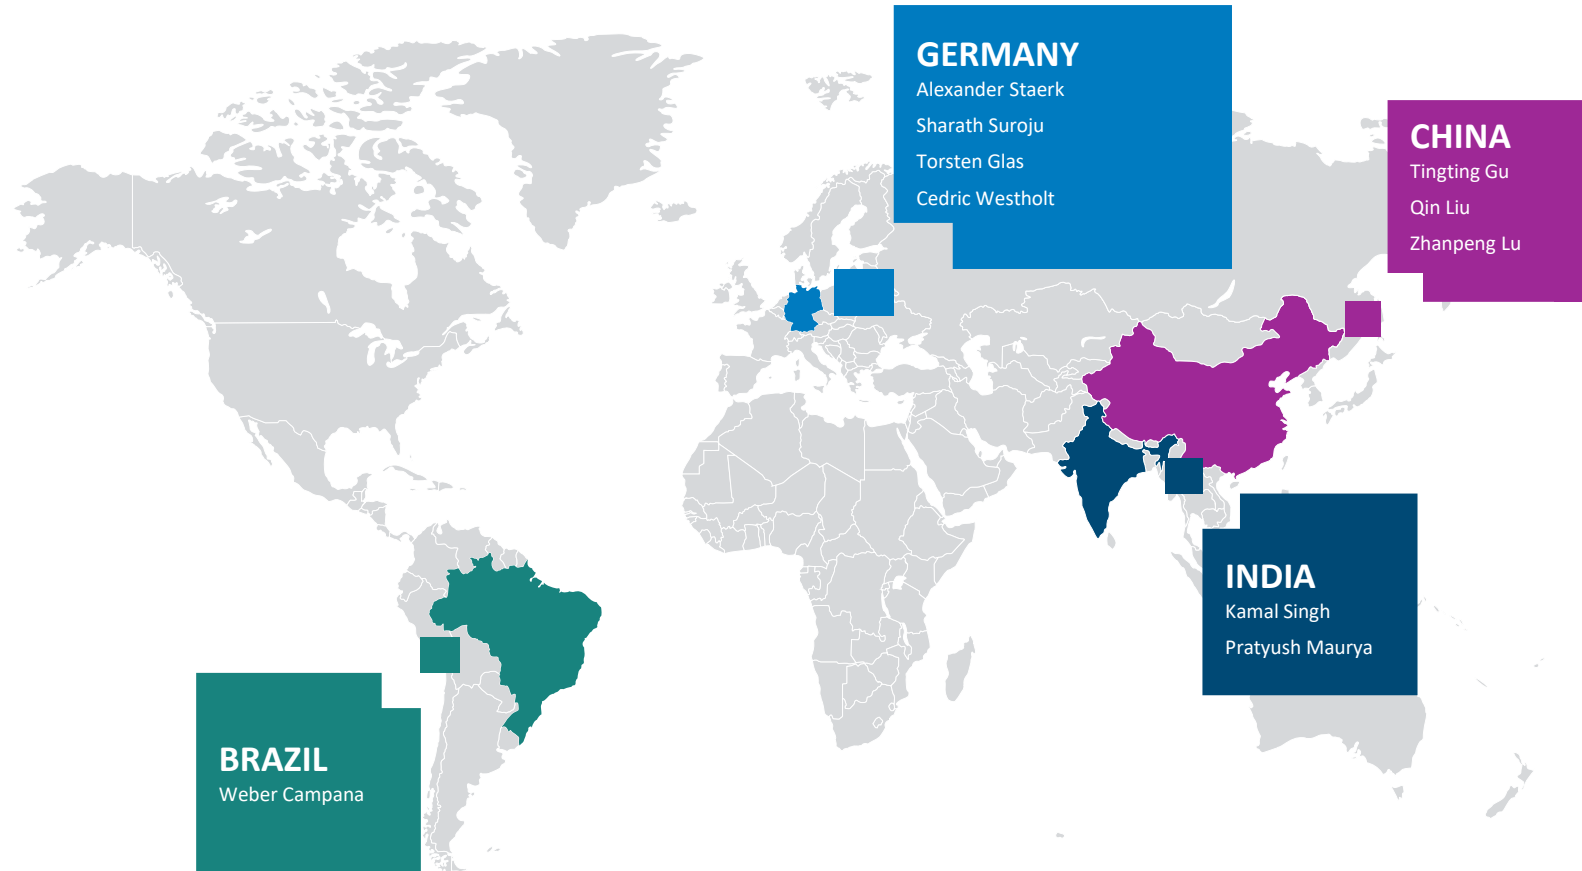 GERMANY
Alexander Staerk
Sharath Suroju
Torsten Glas
Cedric Westholt
CHINA
Tingting Gu
Qin Liu
Zhanpeng Lu
INDIA
Kamal Singh
Pratyush Maurya
BRAZIL
Weber Campana